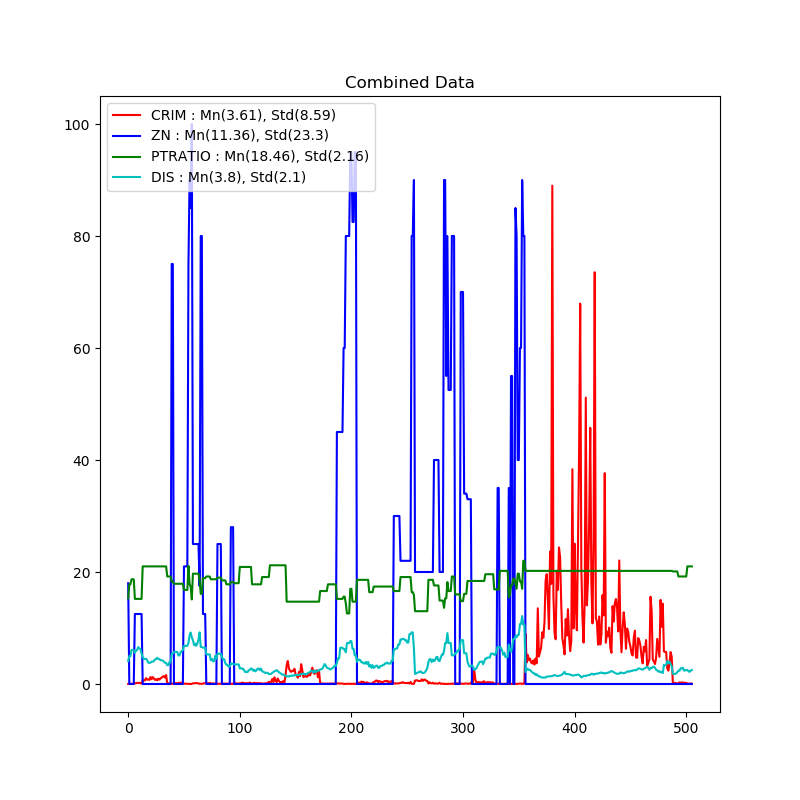 Combined Data
CRIM : Mn(3.61), Std(8.59)
ZN : Mn(11.36), Std(23.3)
PTRATIO : Mn(18.46), Std(2.16)
DIS : Mn(3.8), Std(2.1)
100
80
60
40
20
0
0 100 200 300 400 500